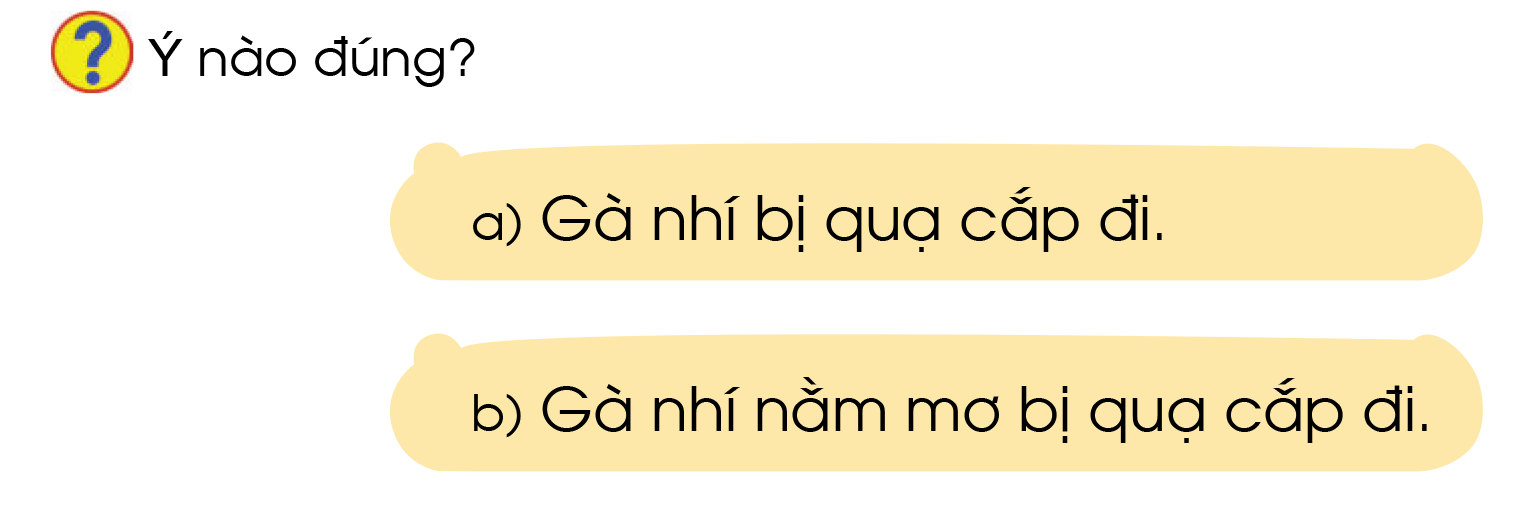 ? Ý nào đúng?
a) Gà nhí bị quạ cắp đi.
b) Gà nhí nằm mơ bị quạ cắp đi.